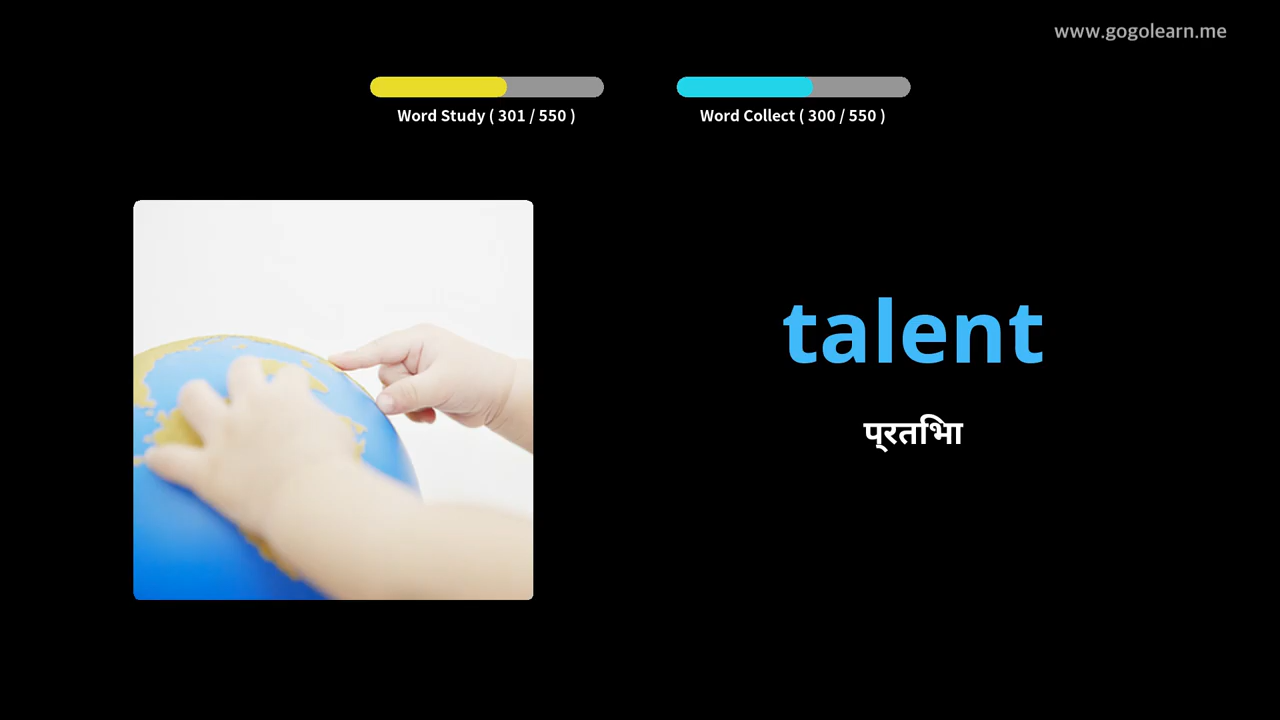 www.gogolearn.me
Word Study ( 301 / 550 )
Word Collect ( 300 / 550 )
talent
प्रतिभा